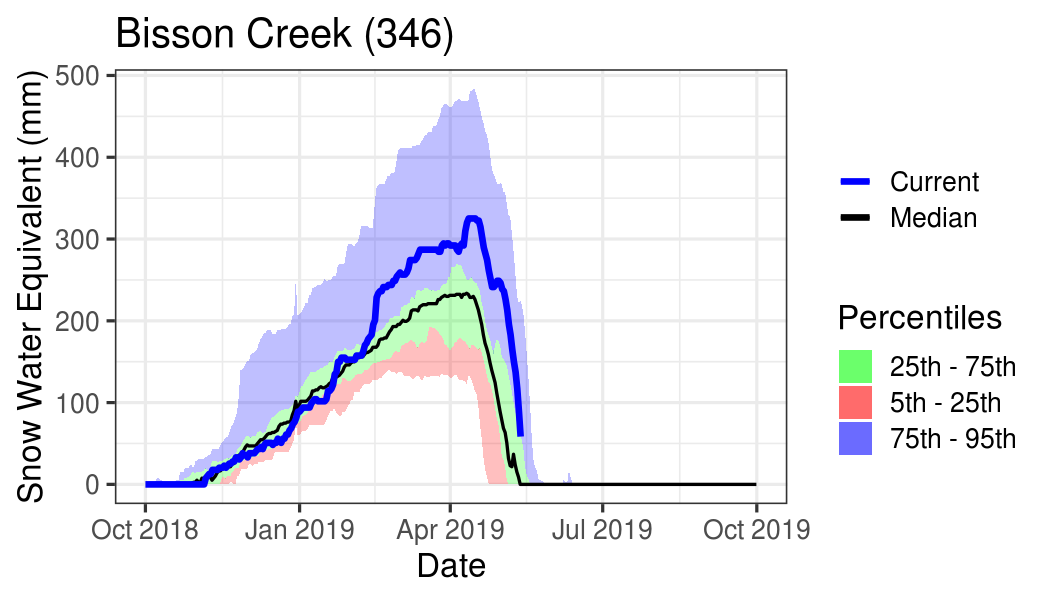 Bisson Creek (346)
Snow Water Equivalent (mm)
500
400
300
200
100
0
Oct 2018
Jan 2019
Apr 2019
Jul 2019
Oct 2019
Date
Current
Median
Percentiles
25th - 75th
5th - 25th
75th - 95th